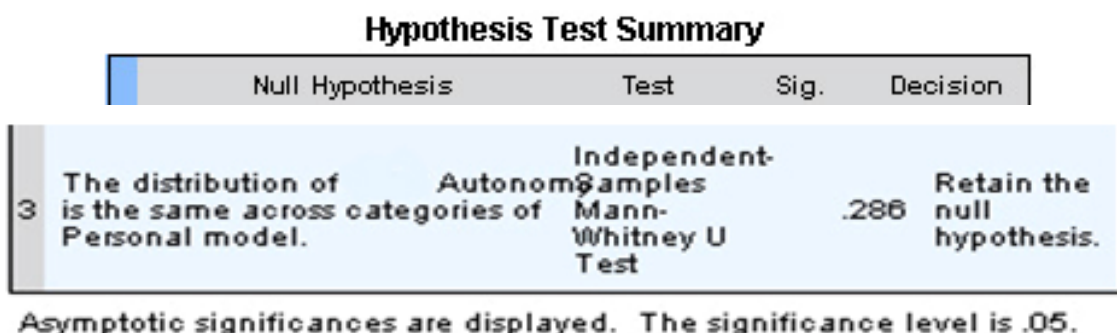 Hypothesis Test Summary
Null Hypothesis Test Sig. Decision
3 The distribution of Autonomy is the same across categories of Personal model. Independent-Samples Mann-Whitney U Test .286 Retain the null hypothesis.
Asymptotic significances are displayed. The significance level is .05.